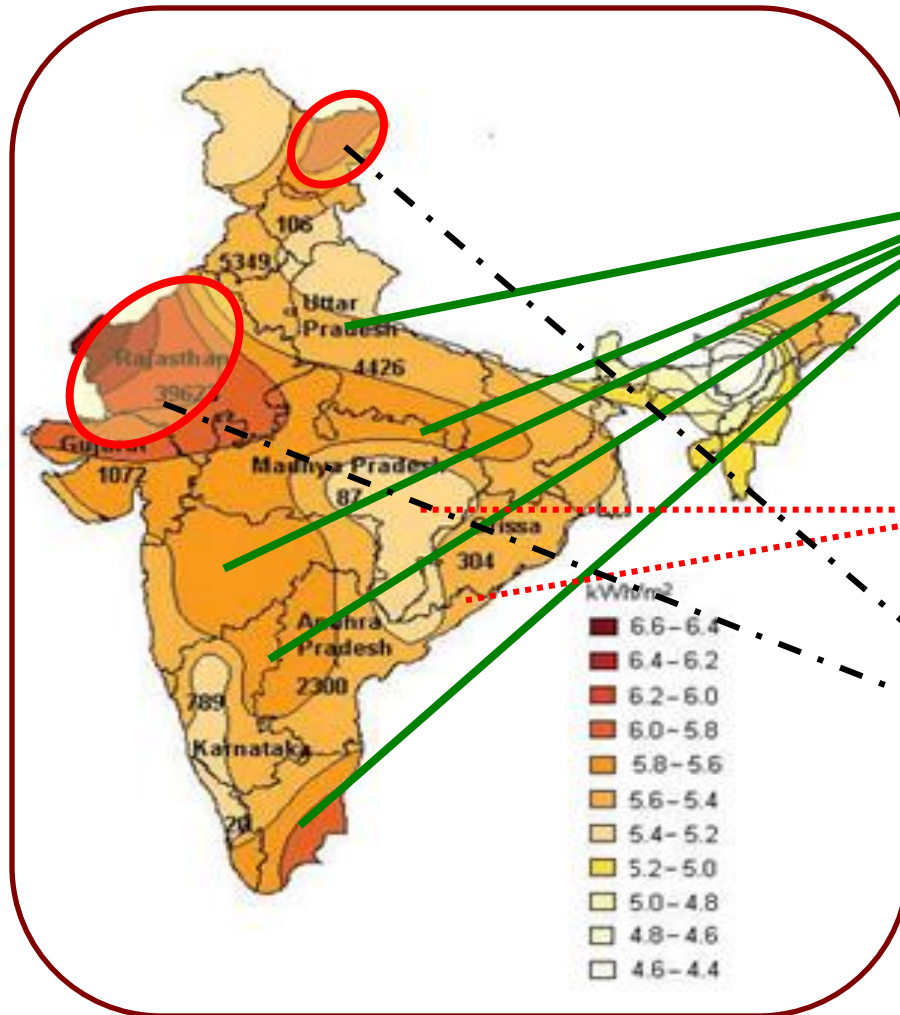 106
5349
Uttar
Pradesh
4426
Rajasthan
Gujarat
1072
Madhya Pradesh
87
Orissa
304
Andhra
Pradesh
2300
789
Karnataka
20
kWh/m²
6.6–6.4
6.4–6.2
6.2–6.0
6.0–5.8
5.8–5.6
5.6–5.4
5.4–5.2
5.2–5.0
5.0–4.8
4.8–4.6
4.6–4.4